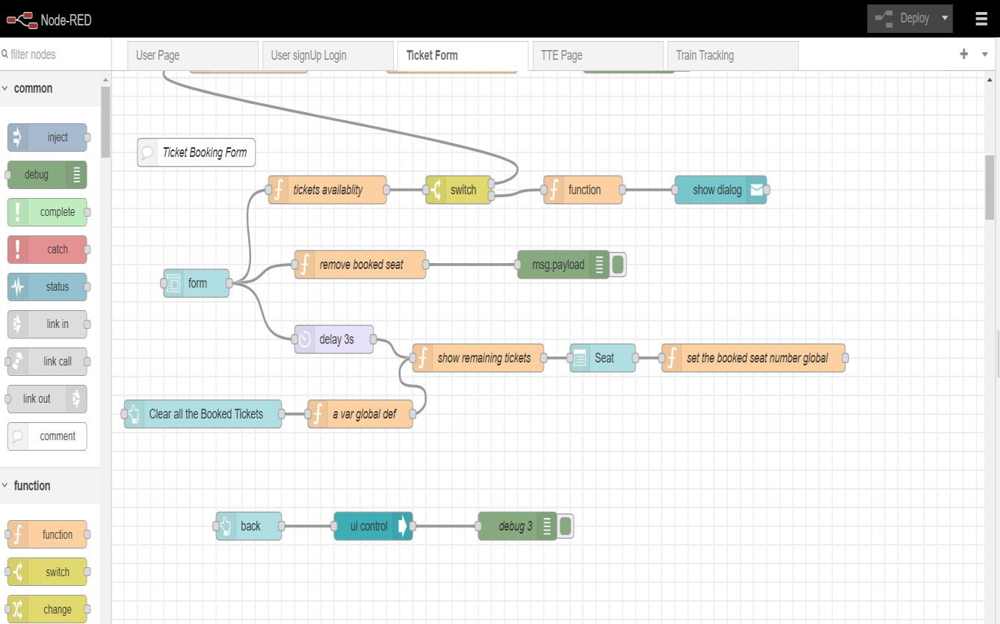 Node-RED
Deploy
filter nodes
User Page
User signUp Login
Ticket Form
TTE Page
Train Tracking
common
inject
debug
complete
catch
status
link in
link call
link out
comment
function
function
switch
change
Ticket Booking Form
tickets availablity
switch
function
show dialog
remove booked seat
msg.payload
form
delay 3s
show remaining tickets
Seat
set the booked seat number global
Clear all the Booked Tickets
a var global def
back
ui control
debug 3